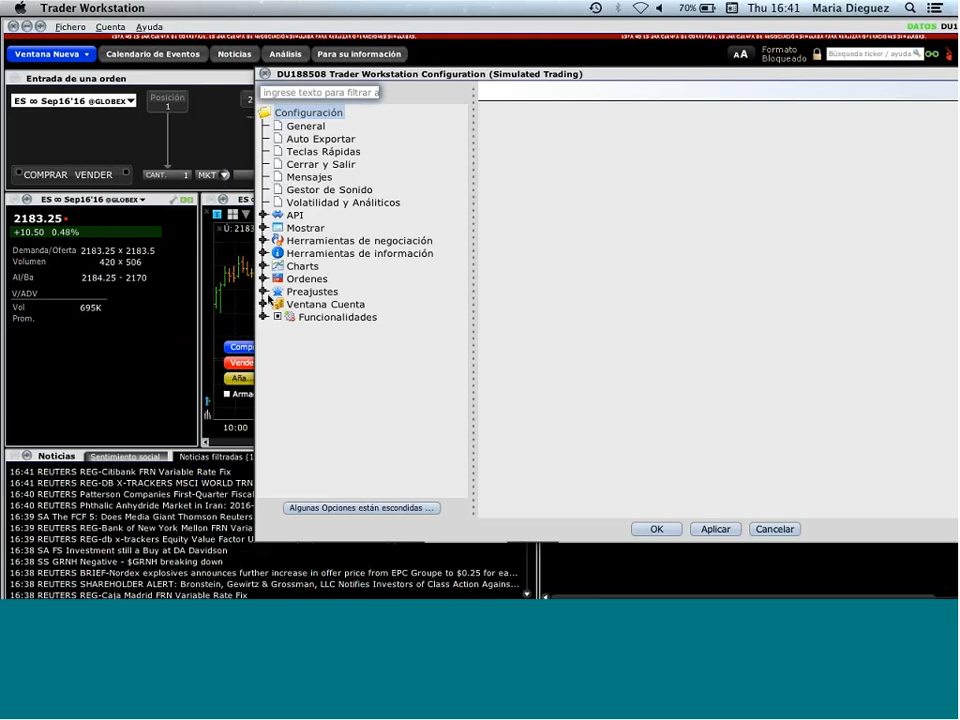 Trader Workstation
70%
Thu 16:41
Maria Dieguez
Fichero
Cuenta
Ayuda
DATOS
DU1
Ventana Nueva
Calendario de Eventos
Noticias
Análisis
Para su información
AA
Formato
Bloqueado
Búsqueda ticker / ayuda
Entrada de una orden
ES ∞ Sep16'16 @GLOBEX
Posición
1
2
COMPRAR
VENDER
CANT.
1
MKT
DU188508 Trader Workstation Configuration (Simulated Trading)
ingrese texto para filtrar a
Configuración
General
Auto Exportar
Teclas Rápidas
Cerrar y Salir
Mensajes
Gestor de Sonido
Volatilidad y Análiticos
API
Mostrar
Herramientas de negociación
Herramientas de información
Charts
Ordenes
Preajustes
Ventana Cuenta
Funcionalidades
Algunas Opciones están escondidas ...
OK
Aplicar
Cancelar
ES ∞ Sep16'16 @GLOBEX
2183.25
+10.50 0.48%
Demanda/Oferta 2183.25 x 2183.5
Volumen 420 x 506
Al/Ba 2184.25 - 2170
V/ADV
Vol 695K
Prom.
ES
Ú: 2183
Compr
Vende
Aña...
Arma
10:00
Noticias
Sentimiento social
Noticias filtradas (1
16:41 REUTERS REG-Citibank FRN Variable Rate Fix
16:41 REUTERS REG-DB X-TRACKERS MSCI WORLD TRN
16:40 REUTERS Patterson Companies First-Quarter Fiscal
16:40 REUTERS Phthalic Anhydride Market in Iran: 2016-
16:39 SA The FCF 5: Does Media Giant Thomson Reuters
16:39 REUTERS REG-Bank of New York Mellon FRN Varia
16:39 REUTERS REG-db x-trackers Equity Value Factor U
16:38 SA FS Investment still a Buy at DA Davidson
16:38 SS GRNH Negative - $GRNH breaking down
16:38 REUTERS BRIEF-Nordex explosives announces further increase in offer price from EPC Groupe to $0.25 for ea...
16:38 REUTERS SHAREHOLDER ALERT: Bronstein, Gewirtz & Grossman, LLC Notifies Investors of Class Action Against...
16:38 REUTERS REG-Caja Madrid FRN Variable Rate Fix